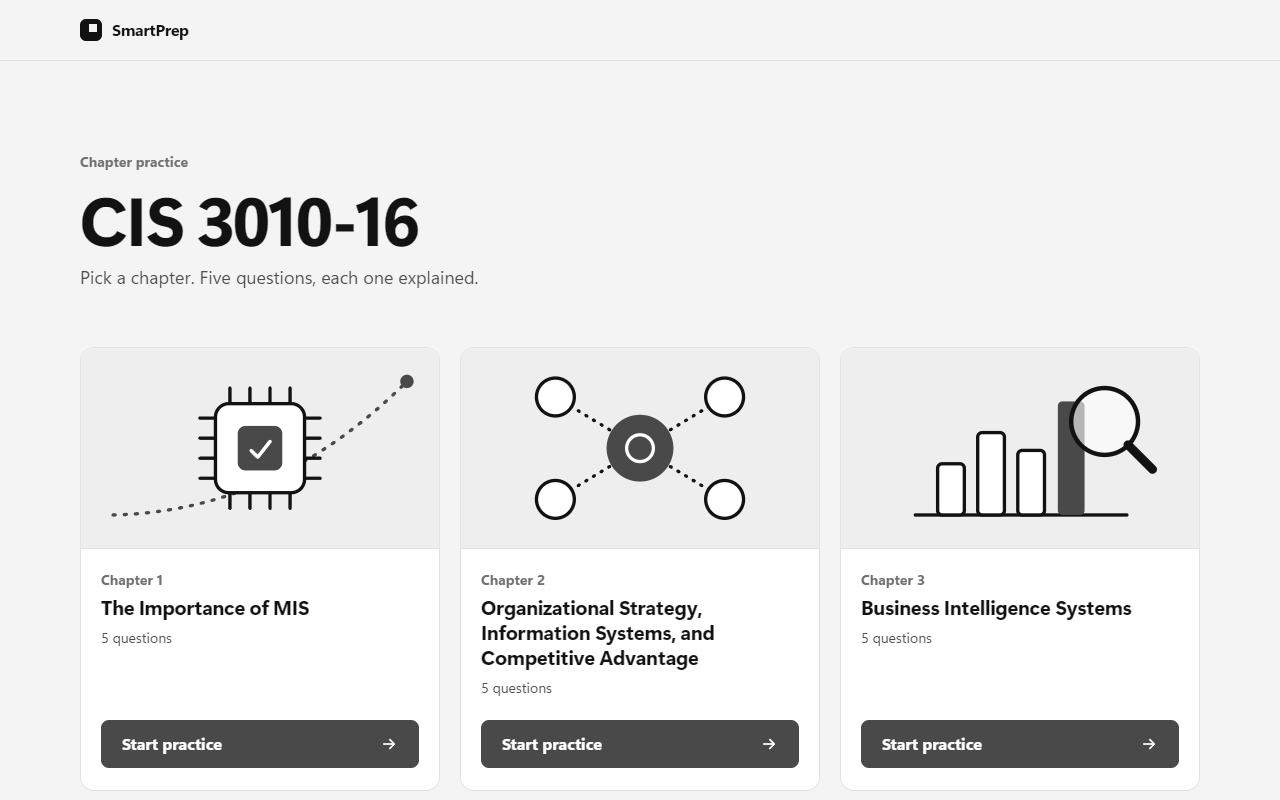 SmartPrep
Chapter practice
CIS 3010-16
Pick a chapter. Five questions, each one explained.
Chapter 1
The Importance of MIS
5 questions
Start practice
Chapter 2
Organizational Strategy,
Information Systems, and
Competitive Advantage
5 questions
Start practice
Chapter 3
Business Intelligence Systems
5 questions
Start practice